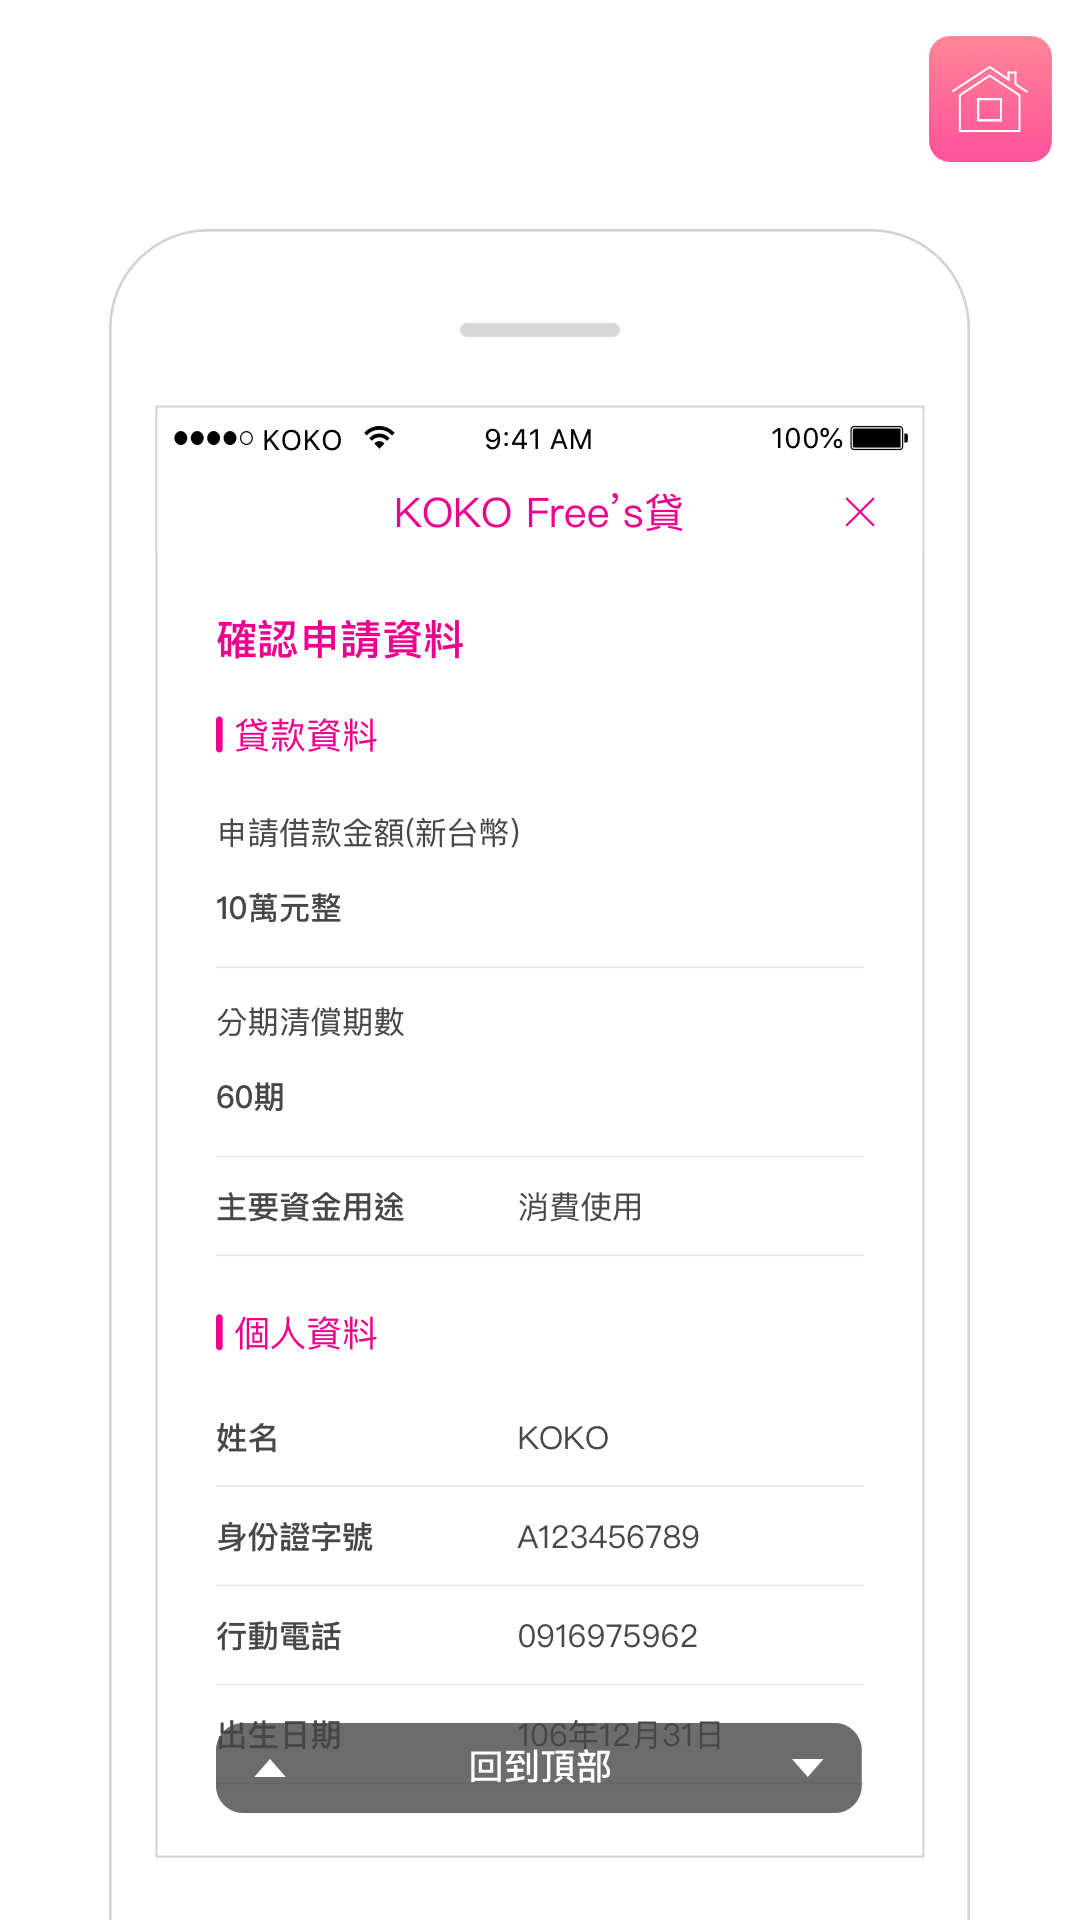 KOKO 9:41 AM 100%
KOKO Free's貸
確認申請資料
貸款資料
申請借款金額(新台幣)
10萬元整
分期清償期數
60期
主要資金用途 消費使用
個人資料
姓名 KOKO
身份證字號 A123456789
行動電話 0916975962
出生日期 106年12月31日
回到頂部